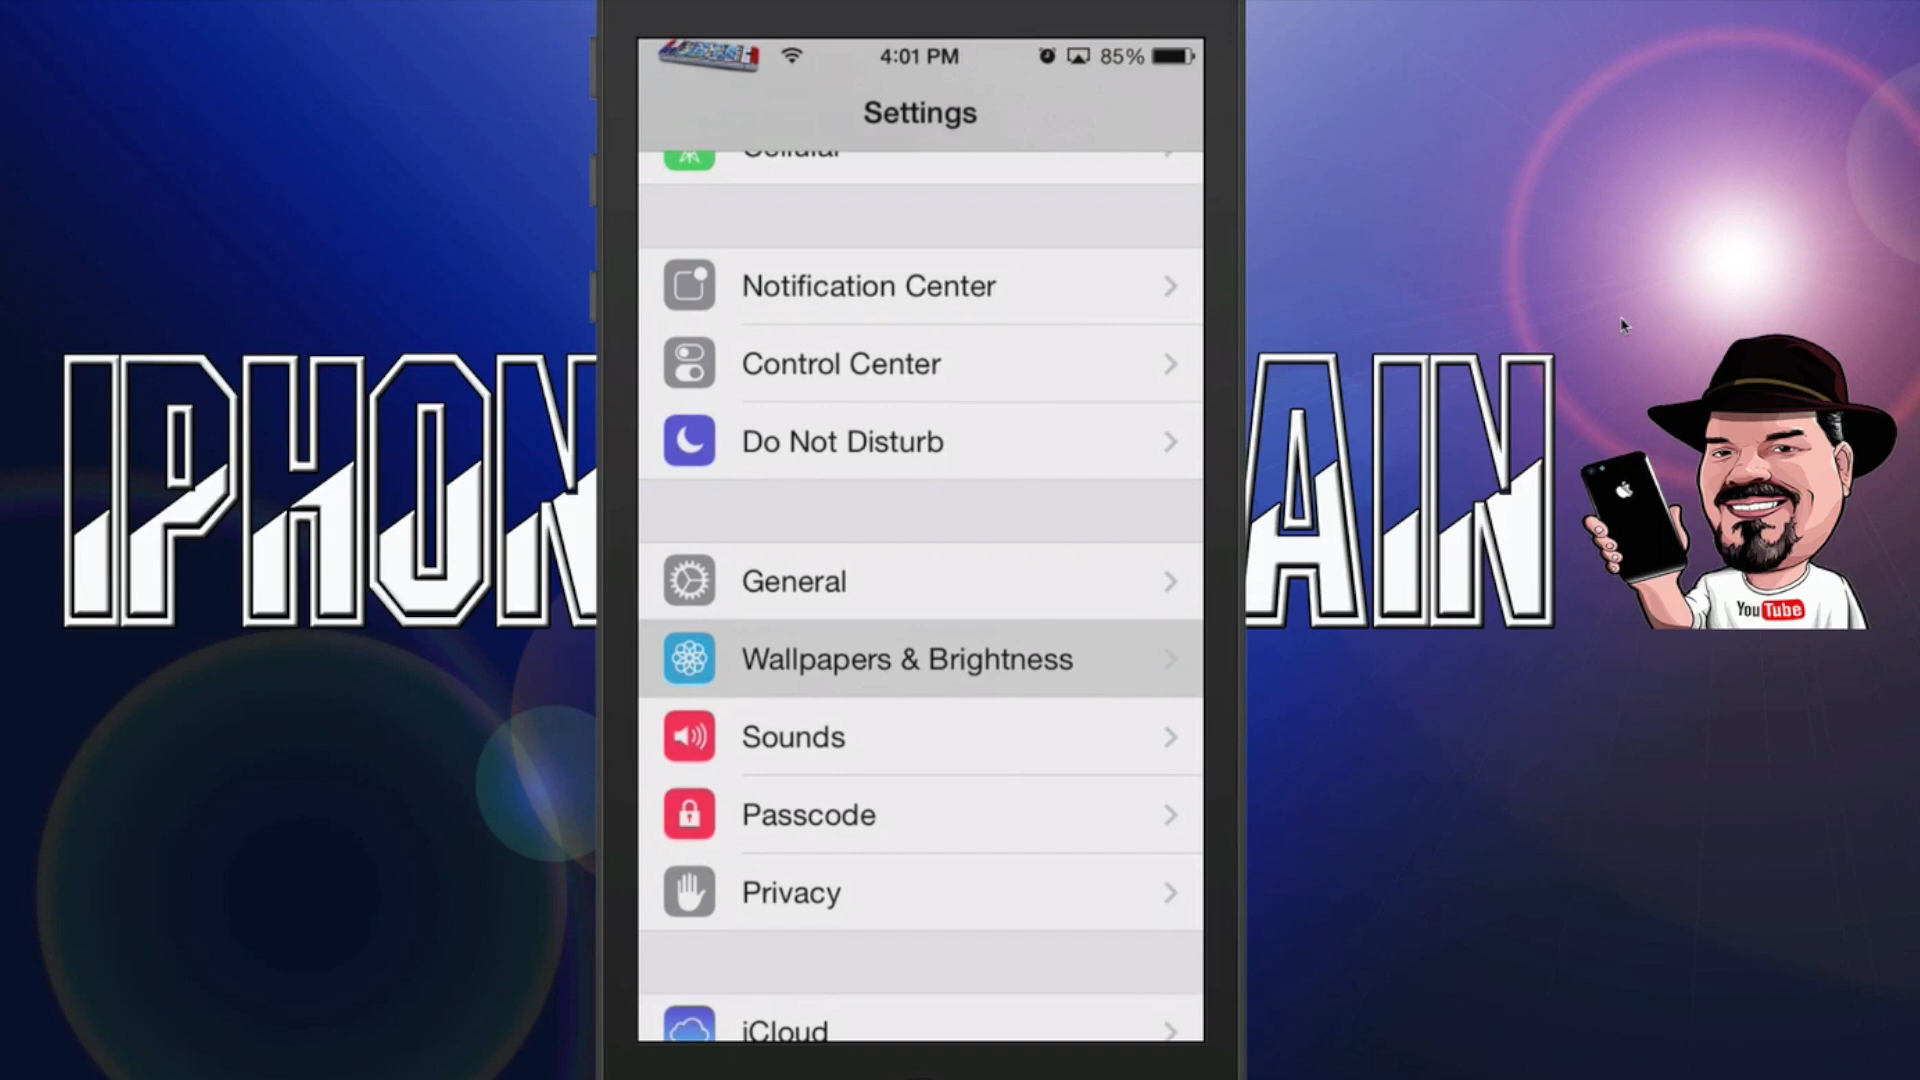 4:01 PM 85%
Settings
Cellular
Notification Center
Control Center
Do Not Disturb
General
Wallpapers & Brightness
Sounds
Passcode
Privacy
iCloud
IPHON
AIN
YouTube